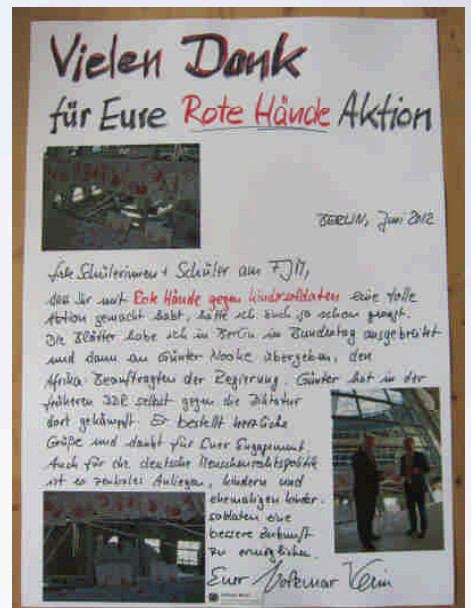 Vielen Dank
für Eure Rote Hände Aktion
BERLIN, Juni 2012
Schülerinnen + Schüler am FJM,
daß Ihr mit Rote Hände gegen Kindersoldaten eine tolle
Aktion gemacht habt, hatte ich Euch ja schon gesagt.
Die Blätter habe ich in Berlin im Bundestag ausgebreitet
und dann an Günter Nooke übergeben, den
Afrika-Beauftragten der Regierung. Günter hat in der
früheren DDR selbst gegen die Diktatur
dort gekämpft. Er bestellt herzliche
Grüße und dankt für Euer Engagement.
Auch für die deutsche Menschenrechtspolitik
ist es zentrales Anliegen, Kindern und
ehemaligen Kinder-
soldaten eine
bessere Zukunft
zu ermöglichen.
Euer Volkmar Klein